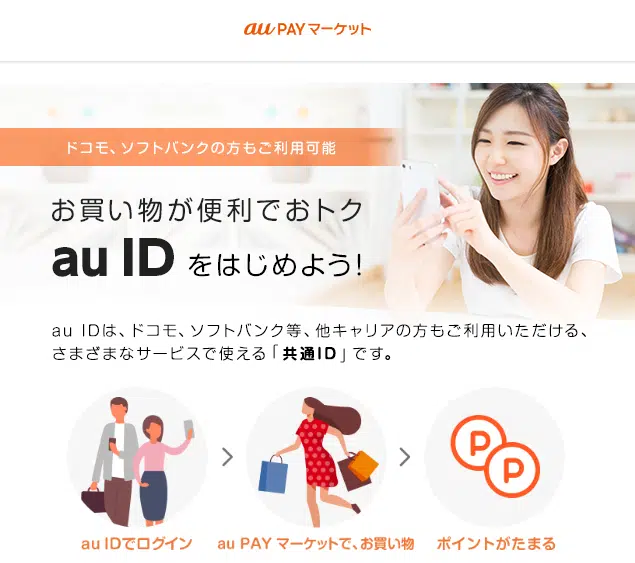 au PAY マーケット
ドコモ、ソフトバンクの方もご利用可能
お買い物が便利でおトク
au ID をはじめよう!
au IDは、ドコモ、ソフトバンク等、他キャリアの方もご利用いただける、
さまざまなサービスで使える「共通ID」です。
P
P
au IDでログイン
au PAY マーケットで、お買い物
ポイントがたまる